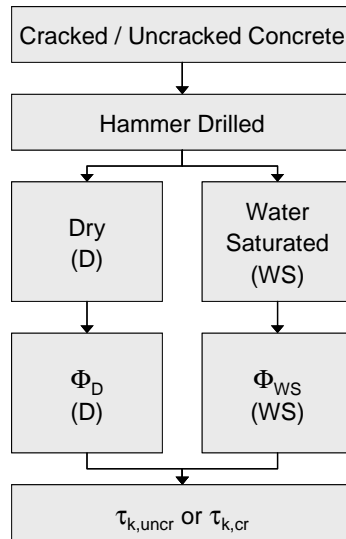 Cracked / Uncracked Concrete
Hammer Drilled
Dry
(D)
Water
Saturated
(WS)
ΦD
(D)
ΦWS
(WS)
τk,uncr or τk,cr